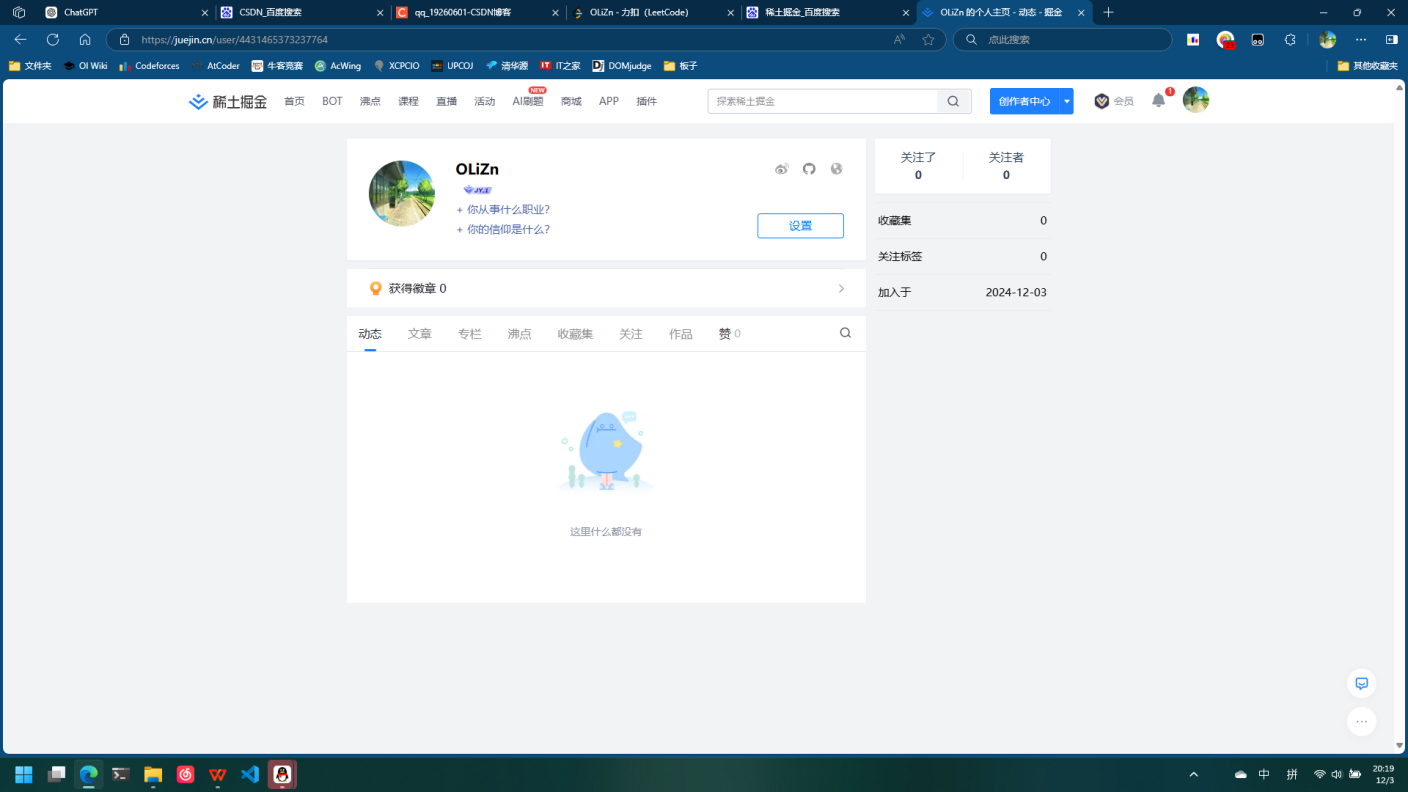 ChatGPT
CSDN_百度搜索
qq_19260601-CSDN博客
OLiZn - 力扣（LeetCode）
稀土掘金_百度搜索
OLiZn 的个人主页 - 动态 - 掘金
https://juejin.cn/user/4431465373237764
点此搜索
文件夹
OI Wiki
Codeforces
AtCoder
牛客竞赛
AcWing
XCPCIO
UPCOJ
清华源
IT之家
DOMjudge
板子
其他收藏夹
稀土掘金
首页
BOT
沸点
课程
直播
活动
AI刷题
NEW
商城
APP
插件
探索稀土掘金
创作者中心
会员
1
OLiZn
JY.1
+ 你从事什么职业?
+ 你的信仰是什么?
设置
获得徽章 0
动态
文章
专栏
沸点
收藏集
关注
作品
赞 0
这里什么都没有
关注了
0
关注者
0
收藏集
0
关注标签
0
加入于
2024-12-03
中
拼
20:19
12/3